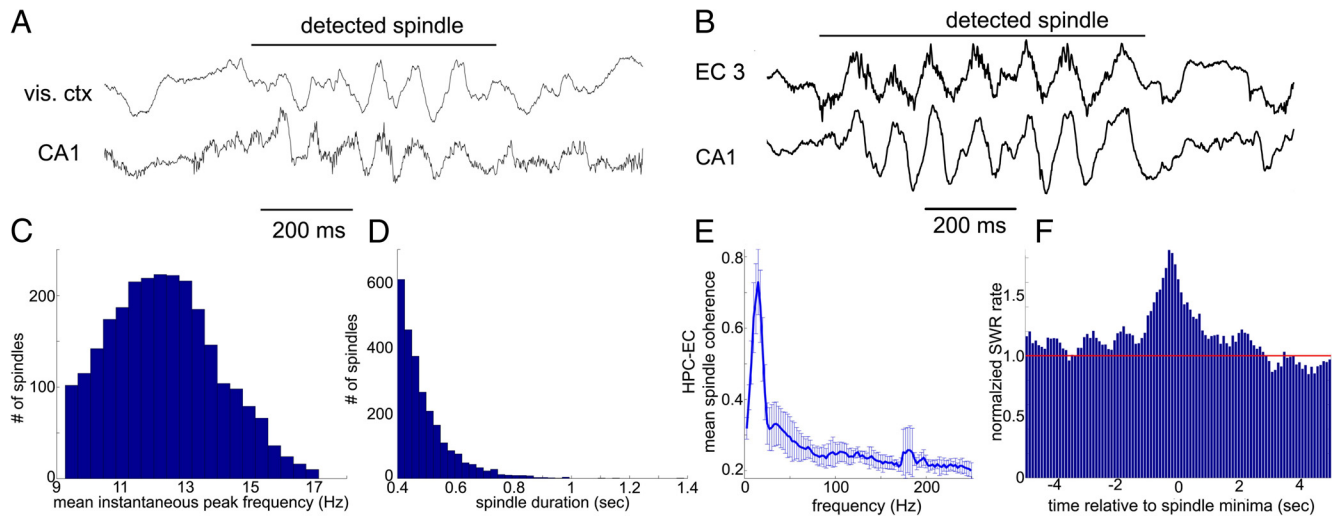 A
detected spindle
vis. ctx
CA1
200 ms
B
detected spindle
EC 3
CA1
200 ms
C
# of spindles
200
100
0
9
11
13
15
17
mean instantaneous peak frequency (Hz)
D
# of spindles
600
400
200
0
0.4
0.6
0.8
1
1.2
1.4
spindle duration (sec)
E
HPC-EC
mean spindle coherence
0.8
0.6
0.4
0.2
0
100
200
frequency (Hz)
F
normalzied SWR rate
1.5
1.0
0.5
0
-4
-2
0
2
4
time relative to spindle minima (sec)